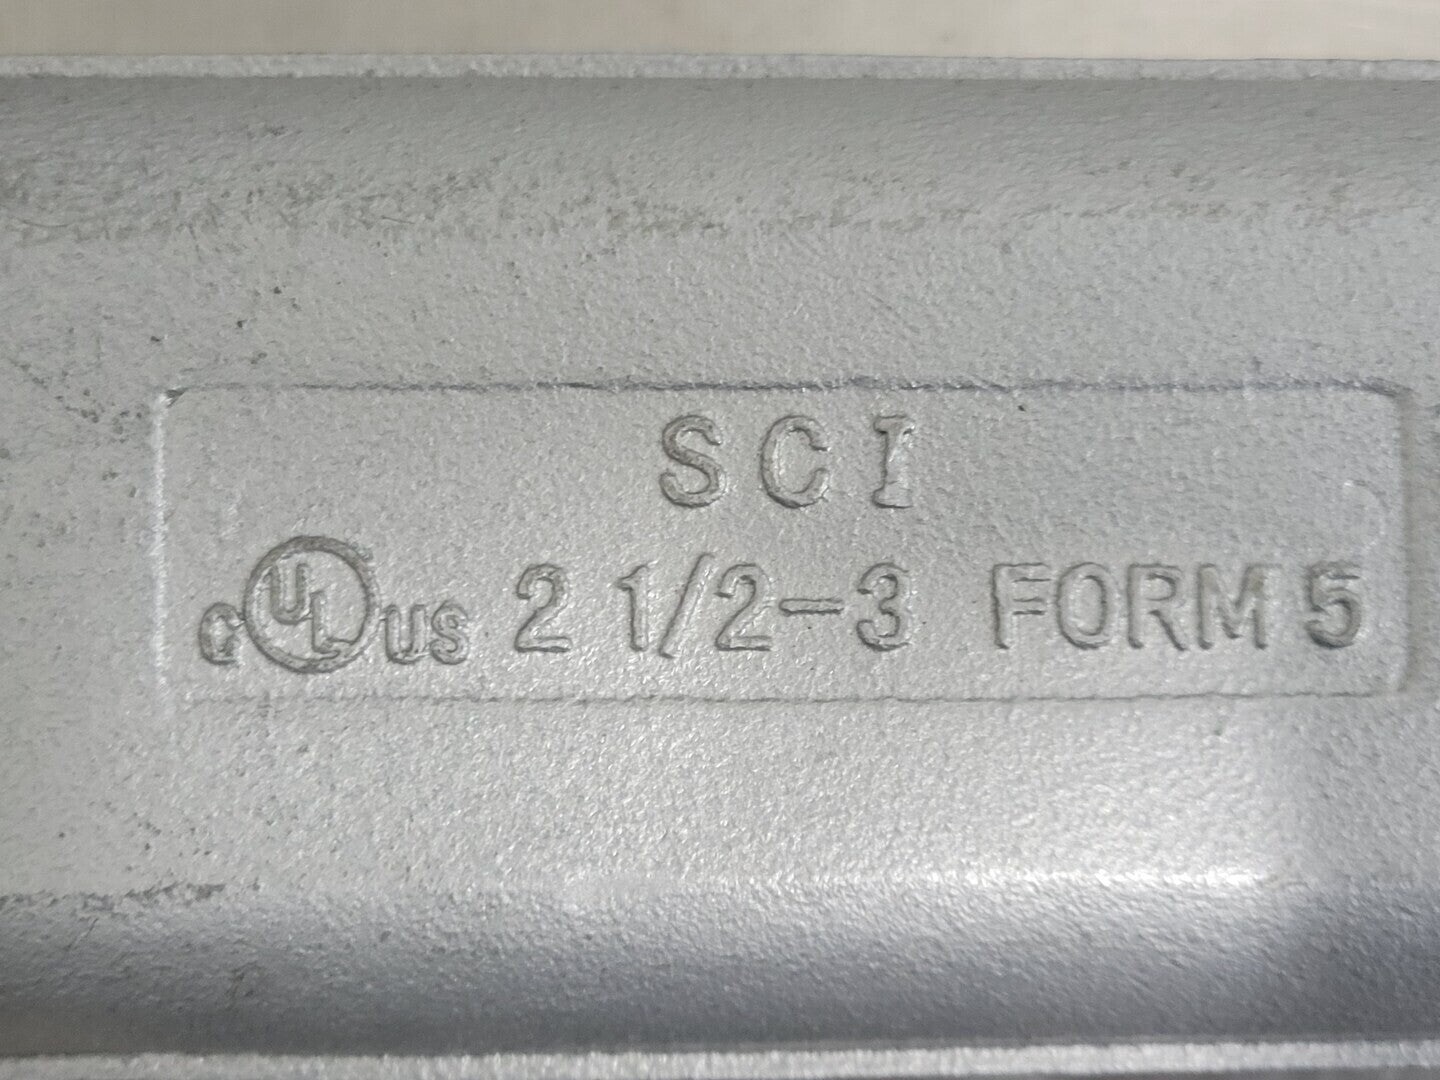 SCI
C UL US 2 1/2-3 FORM 5